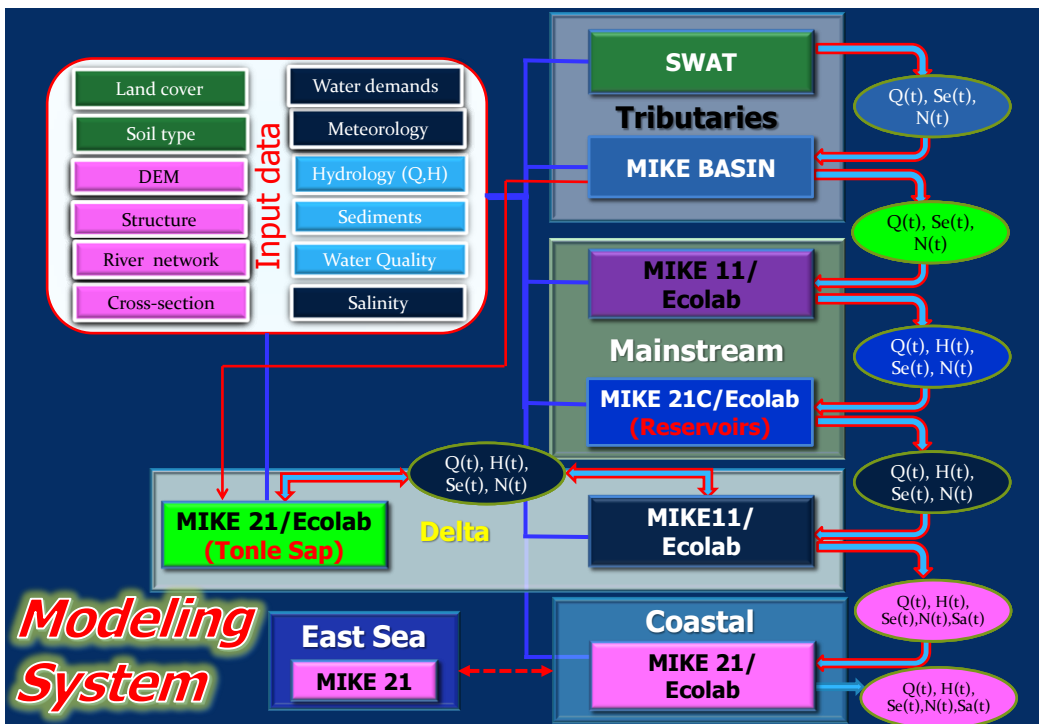 Land cover
Soil type
DEM
Structure
River network
Cross-section
Input data
Water demands
Meteorology
Hydrology (Q,H)
Sediments
Water Quality
Salinity
SWAT
Tributaries
MIKE BASIN
Q(t), Se(t),
N(t)
Q(t), Se(t),
N(t)
MIKE 11/
Ecolab
Mainstream
MIKE 21C/Ecolab
(Reservoirs)
Q(t), H(t),
Se(t), N(t)
Q(t), H(t),
Se(t), N(t)
Q(t), H(t),
Se(t), N(t)
MIKE 21/Ecolab
(Tonle Sap)
Delta
MIKE11/
Ecolab
Q(t), H(t),
Se(t),N(t),Sa(t)
Modeling
System
East Sea
MIKE 21
Coastal
MIKE 21/
Ecolab
Q(t), H(t),
Se(t),N(t),Sa(t)